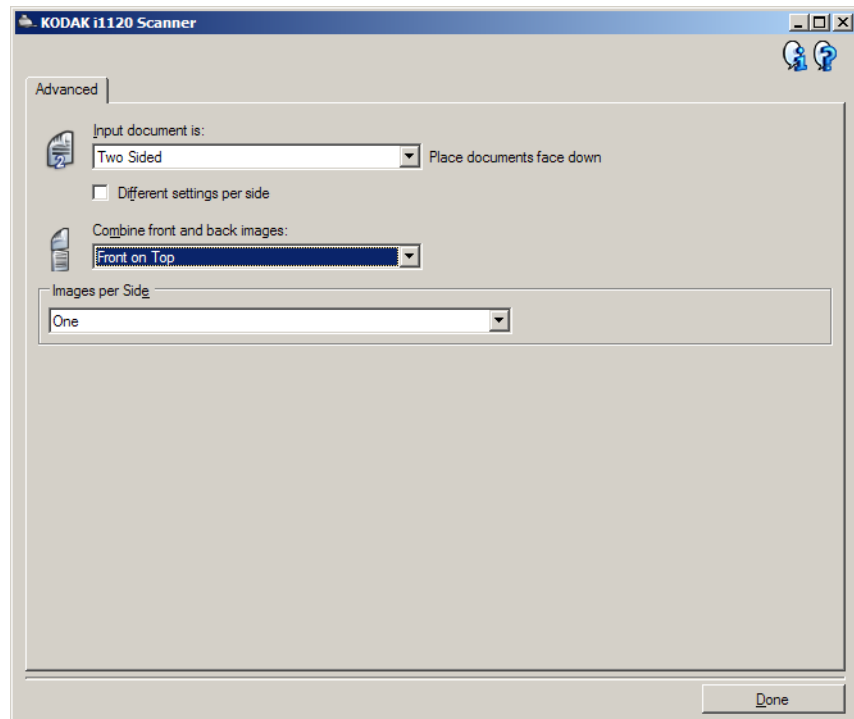 KODAK i1120 Scanner
Advanced
Input document is:
Two Sided
Place documents face down
Different settings per side
2
Combine front and back images:
Front on Top
Images per Side
One
Done